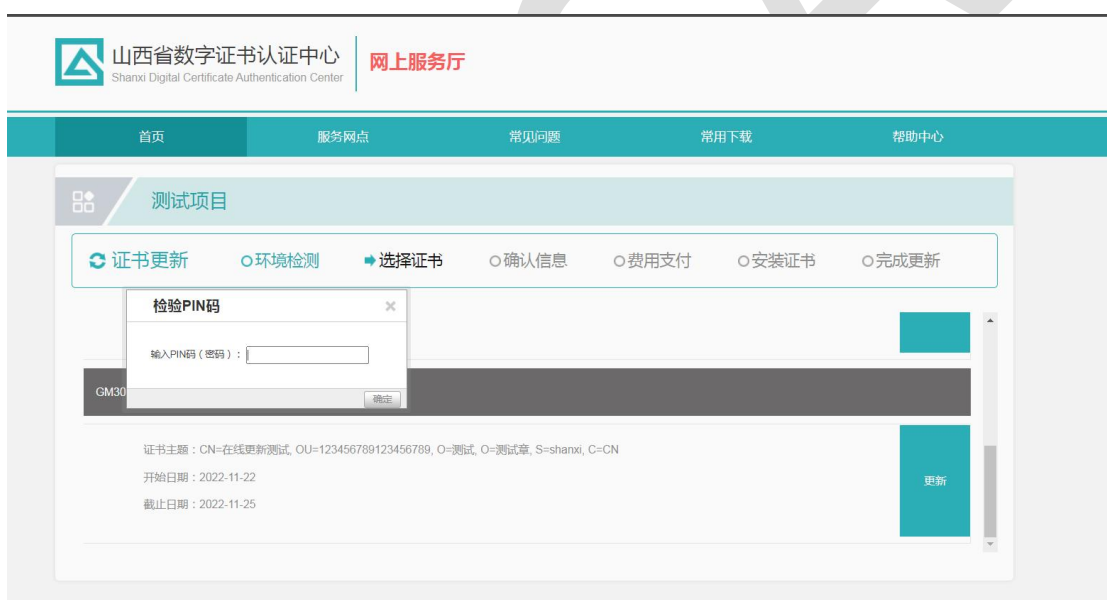 山西省数字证书认证中心
Shanxi Digital Certificate Authentication Center
网上服务厅
首页 服务网点 常见问题 常用下载 帮助中心
测试项目
证书更新 环境检测 选择证书 确认信息 费用支付 安装证书 完成更新
检验PIN码
输入PIN码(密码):
确定
GM30
证书主题:CN=在线更新测试, OU=123456789123456789, O=测试, O=测试章, S=shanxi, C=CN
开始日期:2022-11-22
更新
截止日期:2022-11-25